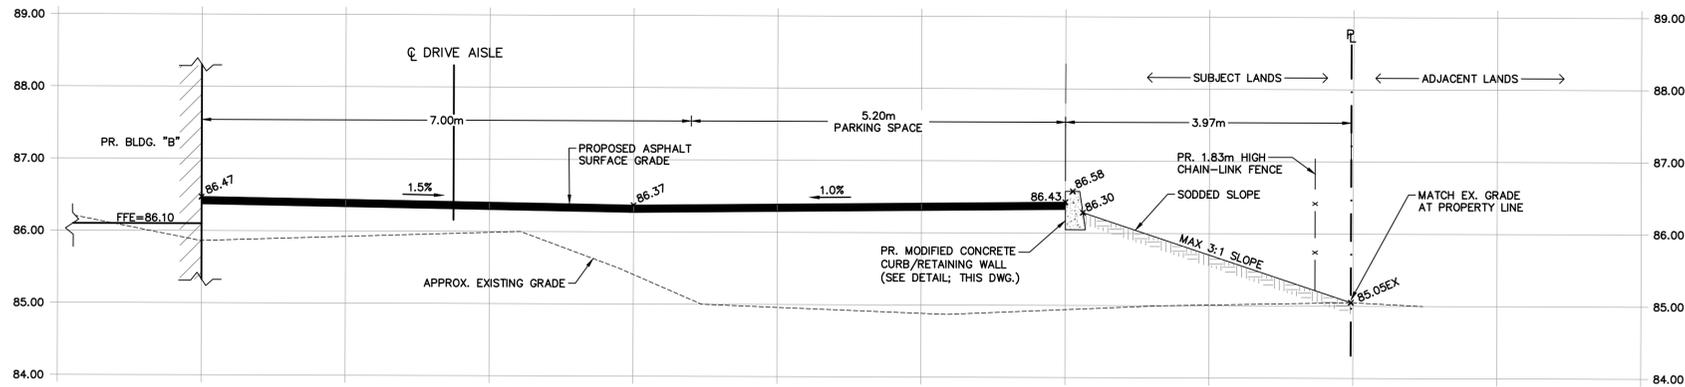 89.00
89.00
℄ DRIVE AISLE
P̲L̲
88.00
SUBJECT LANDS
ADJACENT LANDS
88.00
7.00m
5.20m
PARKING SPACE
3.97m
PR. BLDG. "B"
PROPOSED ASPHALT
SURFACE GRADE
87.00
PR. 1.83m HIGH
CHAIN-LINK FENCE
87.00
86.47
1.5%
86.37
1.0%
86.43
86.58
86.30
SODDED SLOPE
MATCH EX. GRADE
AT PROPERTY LINE
FFE=86.10
86.00
86.00
MAX 3:1 SLOPE
PR. MODIFIED CONCRETE
CURB/RETAINING WALL
(SEE DETAIL; THIS DWG.)
APPROX. EXISTING GRADE
85.05EX
85.00
85.00
84.00
84.00